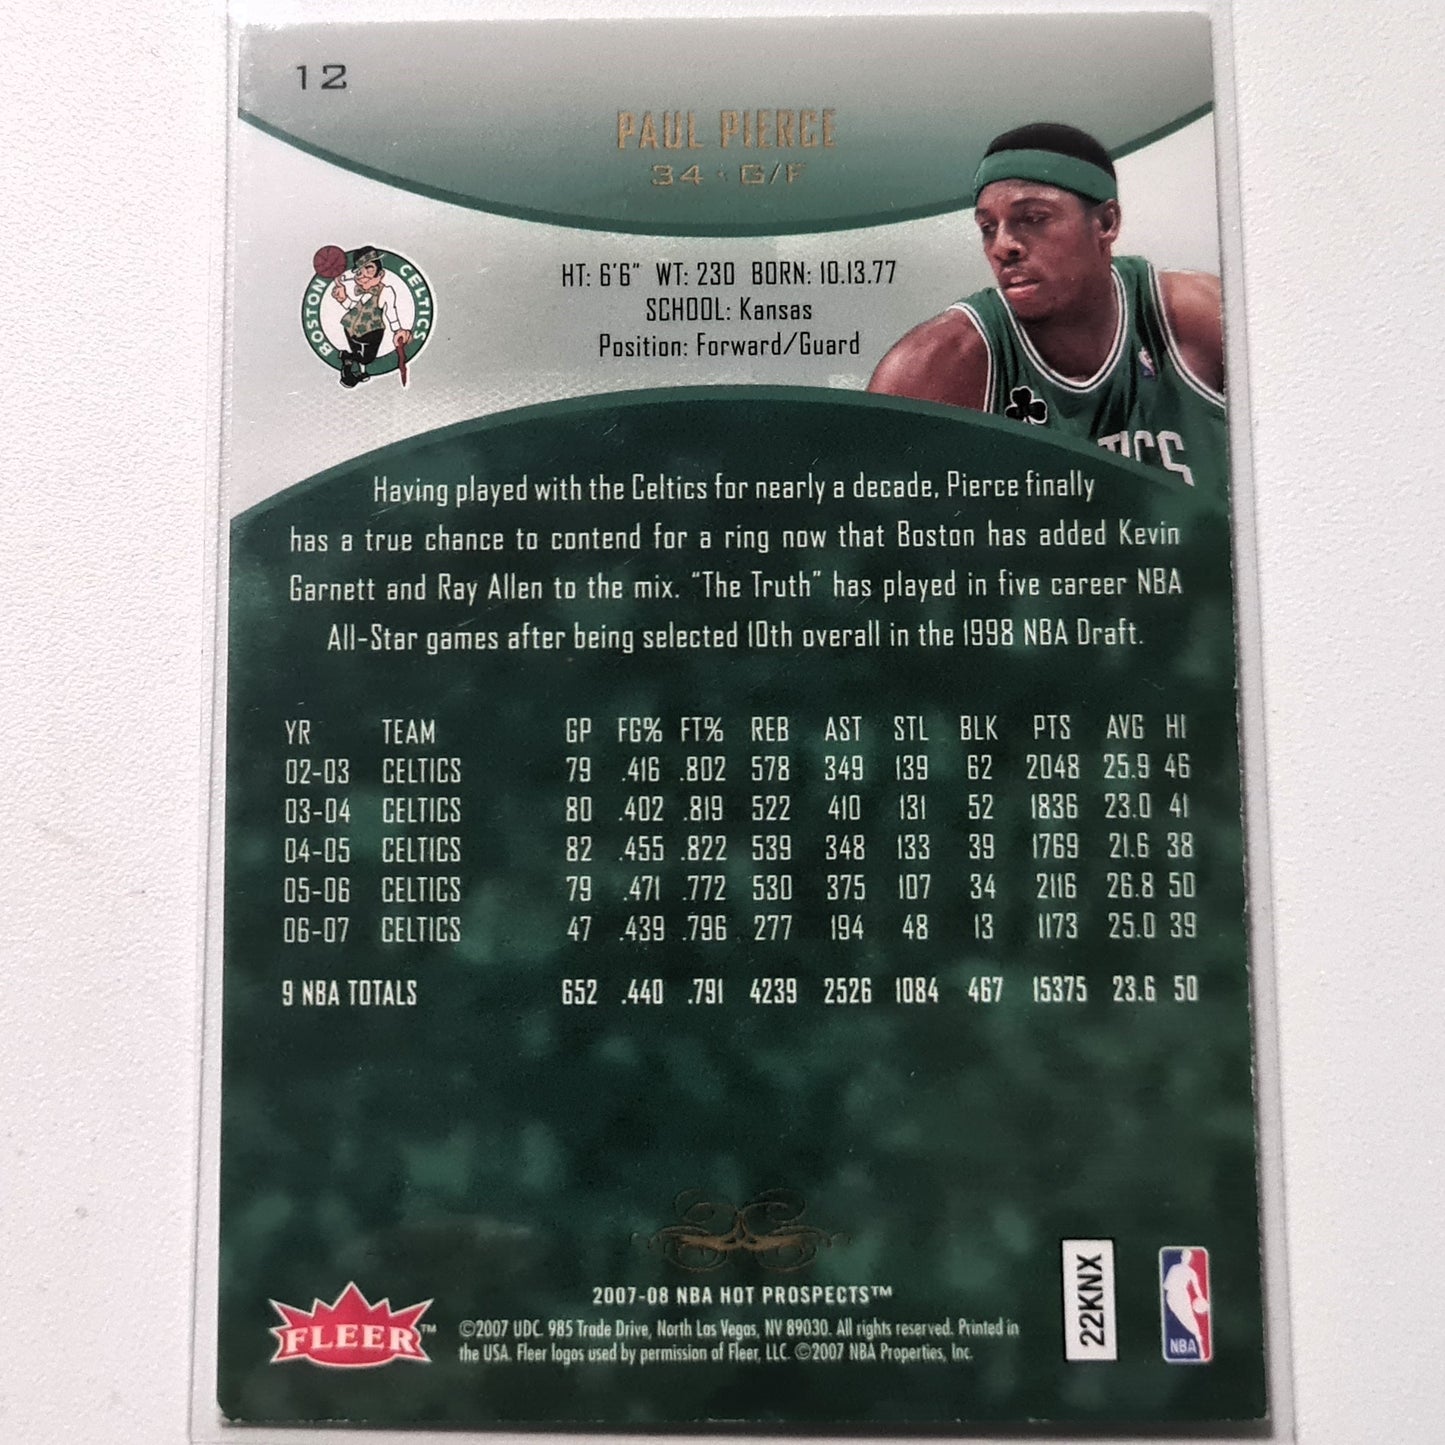 12
PAUL PIERCE
34 · G/F
BOSTON CELTICS
HT: 6'6" WT: 230 BORN: 10.13.77
SCHOOL: Kansas
Position: Forward/Guard
TICS
Having played with the Celtics for nearly a decade, Pierce finally
has a true chance to contend for a ring now that Boston has added Kevin
Garnett and Ray Allen to the mix. "The Truth" has played in five career NBA
All-Star games after being selected 10th overall in the 1998 NBA Draft.
YR TEAM GP FG% FT% REB AST STL BLK PTS AVG HI
02-03 CELTICS 79 .416 .802 578 349 139 62 2048 25.9 46
03-04 CELTICS 80 .402 .819 522 410 131 52 1836 23.0 41
04-05 CELTICS 82 .455 .822 539 348 133 39 1769 21.6 38
05-06 CELTICS 79 .471 .772 530 375 107 34 2116 26.8 50
06-07 CELTICS 47 .439 .796 277 194 48 13 1173 25.0 39
9 NBA TOTALS 652 .440 .791 4239 2526 1084 467 15375 23.6 50
2007-08 NBA HOT PROSPECTS™
FLEER™
©2007 UDC. 985 Trade Drive, North Las Vegas, NV 89030. All rights reserved. Printed in
the USA. Fleer logos used by permission of Fleer, LLC. ©2007 NBA Properties, Inc.
22KNX
NBA